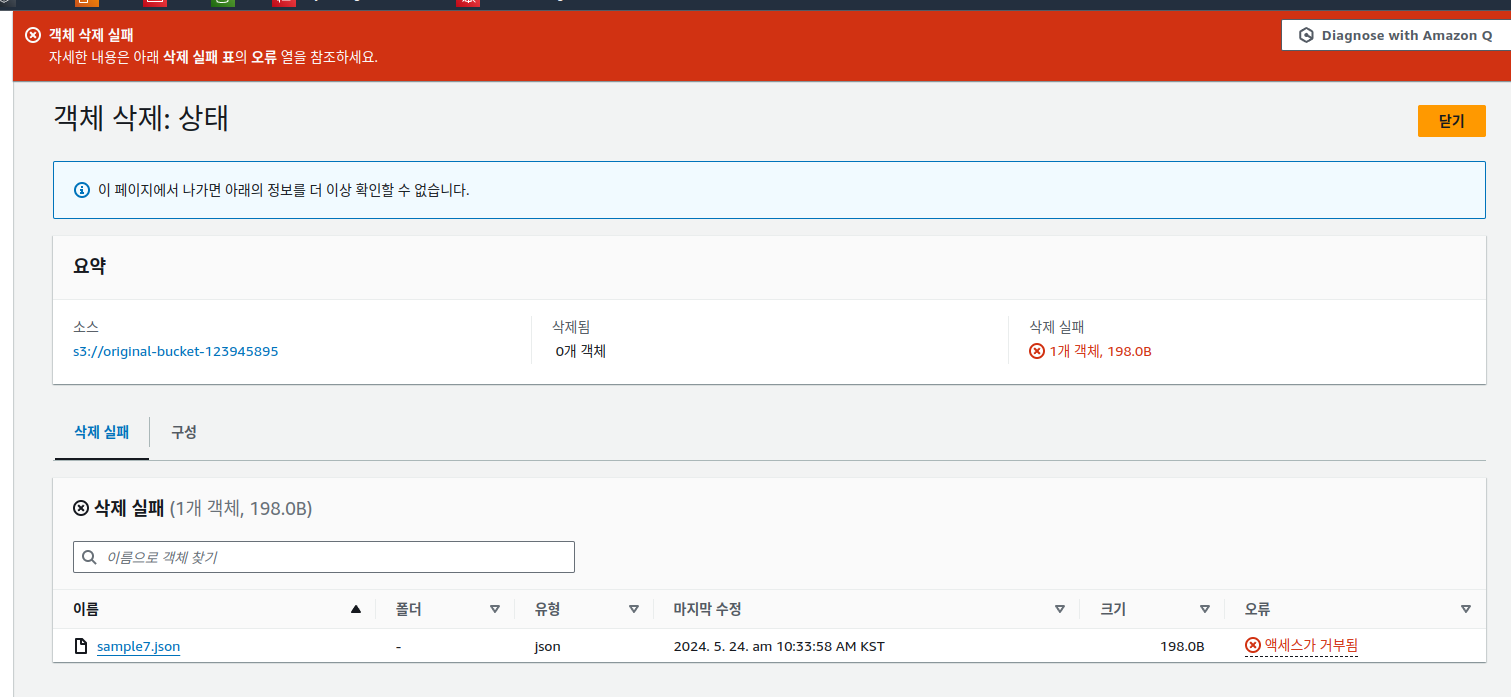 객체 삭제 실패
자세한 내용은 아래 삭제 실패 표의 오류 열을 참조하세요.
Diagnose with Amazon Q
객체 삭제: 상태
닫기
이 페이지에서 나가면 아래의 정보를 더 이상 확인할 수 없습니다.
요약
소스
s3://original-bucket-123945895
삭제됨
0개 객체
삭제 실패
1개 객체, 198.0B
삭제 실패
구성
삭제 실패 (1개 객체, 198.0B)
이름으로 객체 찾기
이름 폴더 유형 마지막 수정 크기 오류
sample7.json - json 2024. 5. 24. am 10:33:58 AM KST 198.0B 액세스가 거부됨